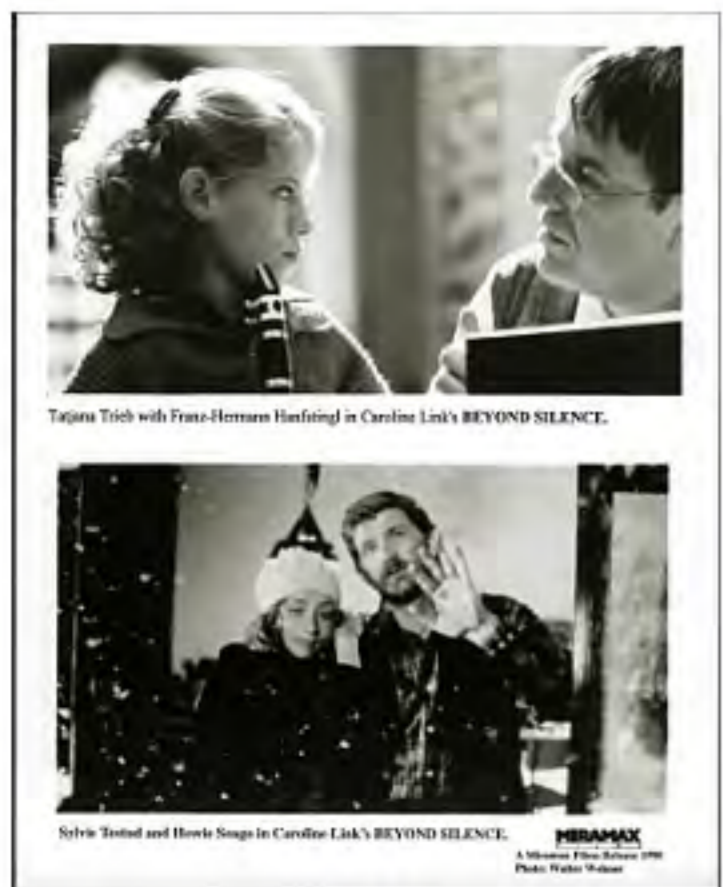 Tatjana Trieb with Franz-Hermann Hanfstingl in Caroline Link's BEYOND SILENCE.
Sylvie Testud and Howie Seago in Caroline Link's BEYOND SILENCE.
MIRAMAX
A Miramax Films Release 1998
Photo: Walter